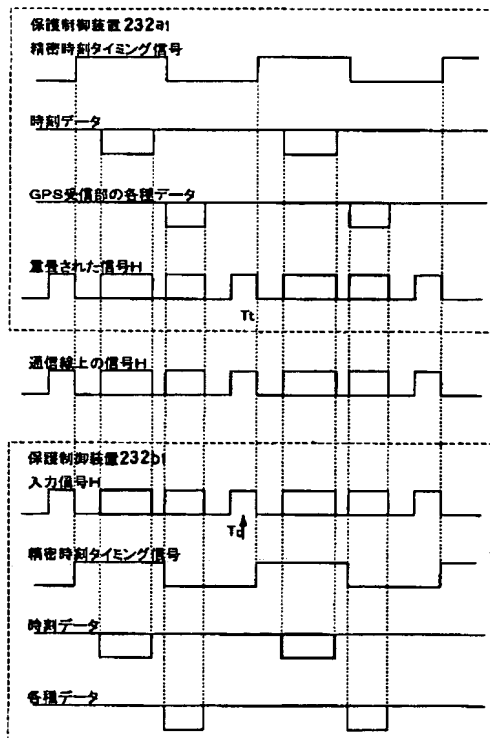 保護制御装置232a1
精密時刻タイミング信号
時刻データ
GPS受信部の各種データ
重畳された信号H
Tt
通信線上の信号H
保護制御装置232b1
入力信号H
Tp
精密時刻タイミング信号
時刻データ
各種データ